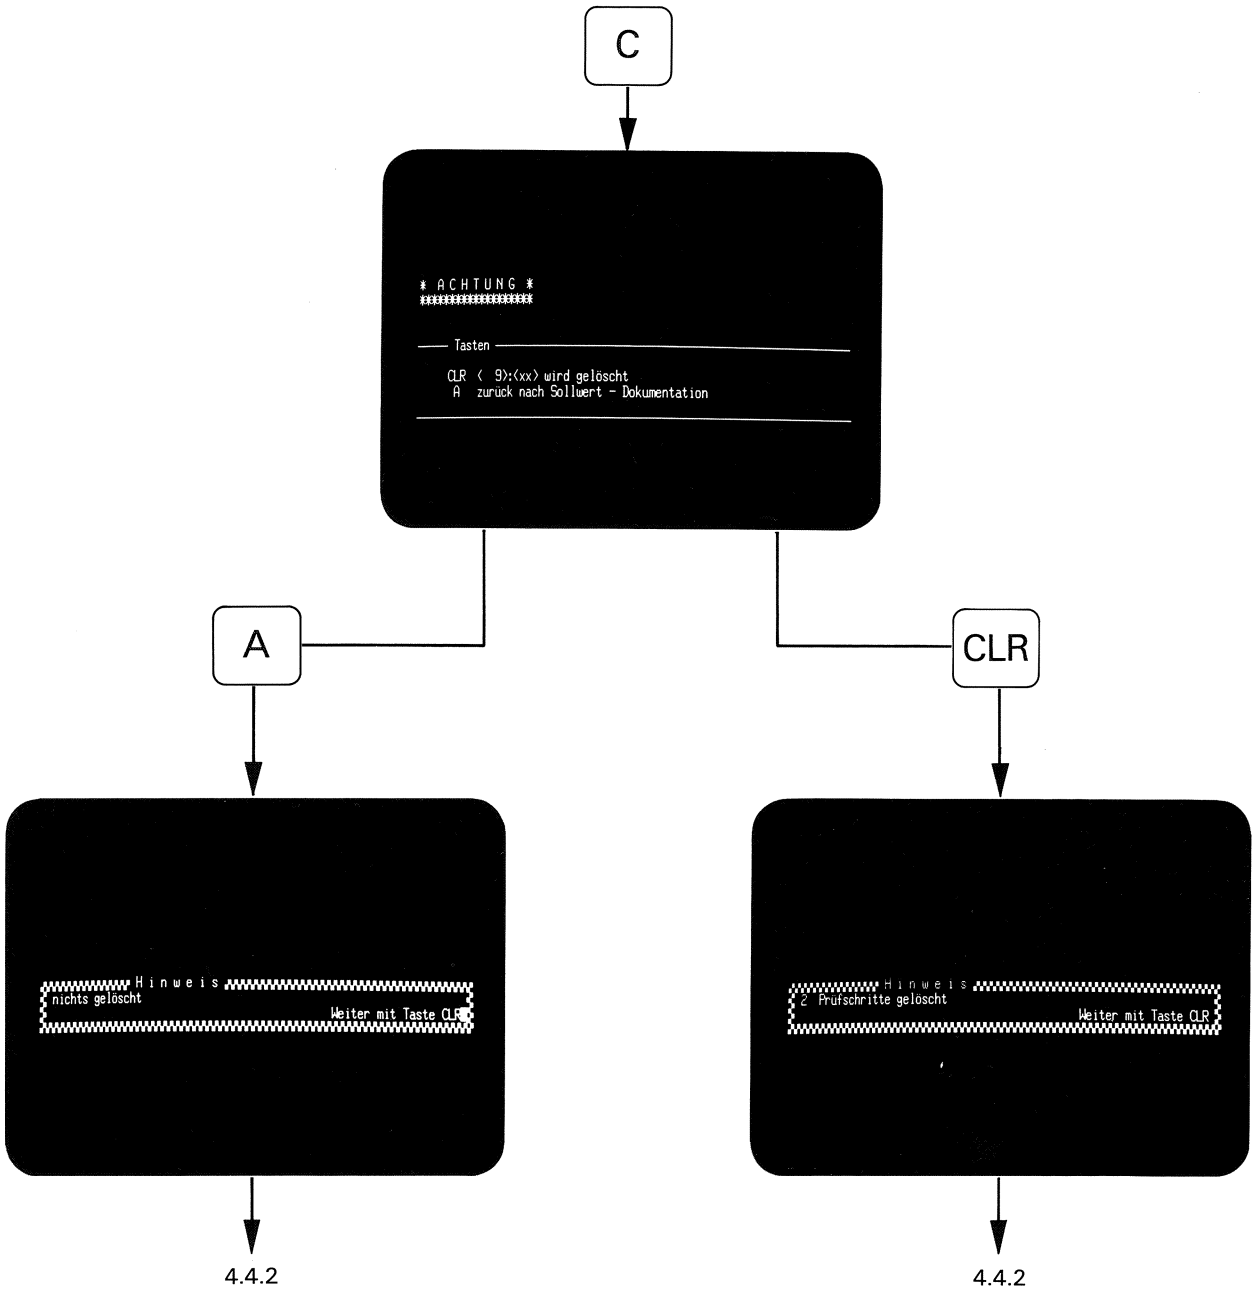 C
* ACHTUNG *
*******************
Tasten
CLR < 9>:<xx> wird gelöscht
A zurück nach Sollwert - Dokumentation
A
CLR
Hinweis
nichts gelöscht
Weiter mit Taste CLR
Hinweis
2 Prüfschritte gelöscht
Weiter mit Taste CLR
4.4.2
4.4.2